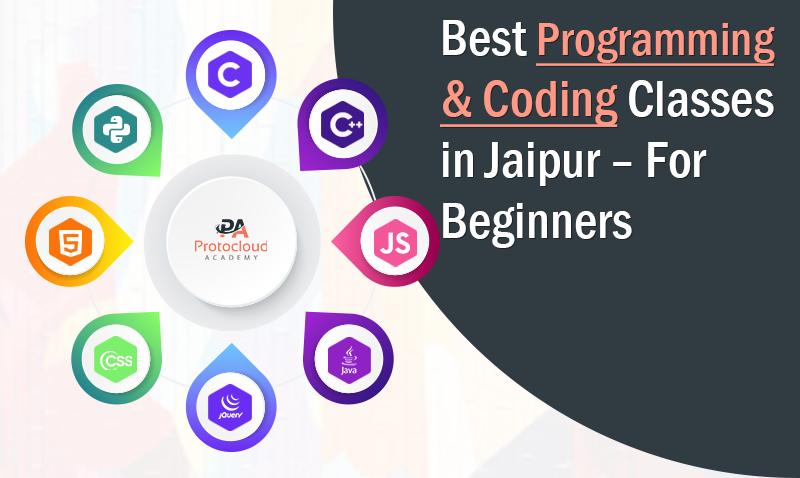 Best Programming
& Coding Classes
in Jaipur – For
Beginners
C
C++
JS
Java
jQuery
CSS
5
PA
Protocloud
ACADEMY